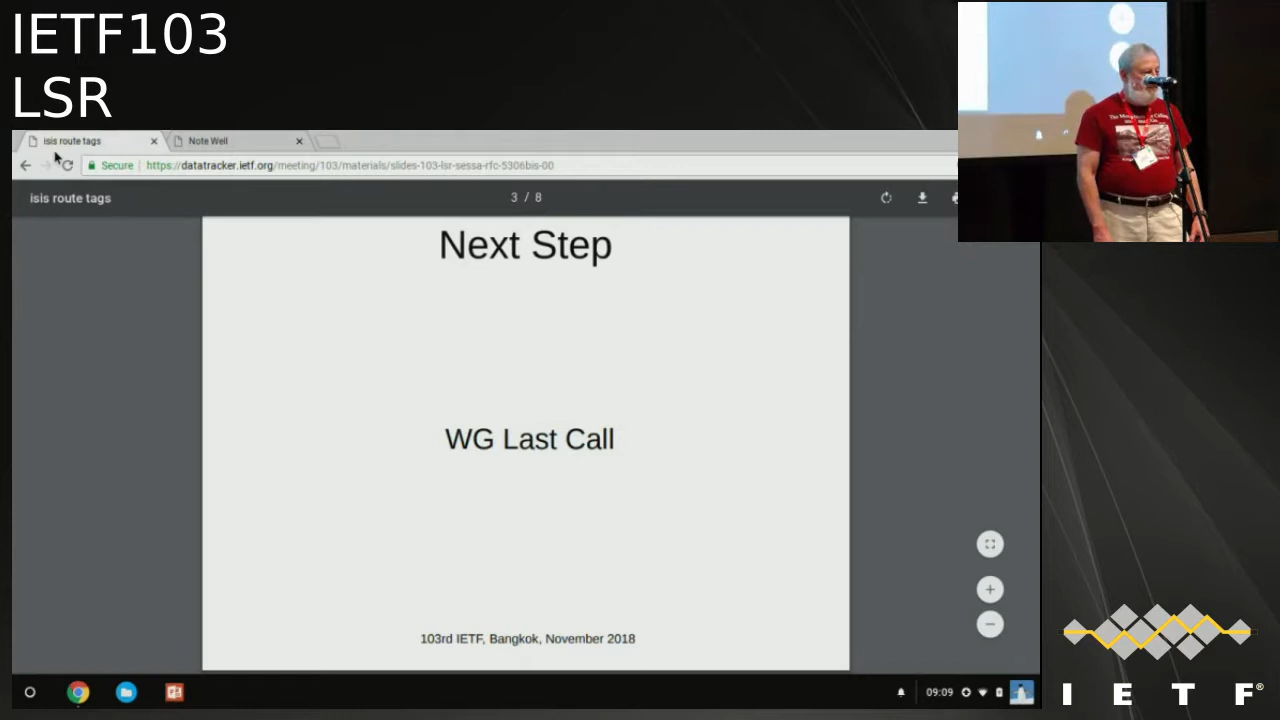 IETF103
LSR
isis route tags
Note Well
Secure
https://datatracker.ietf.org/meeting/103/materials/slides-103-lsr-sessa-rfc-5306bis-00
isis route tags
3 / 8
Next Step
WG Last Call
103rd IETF, Bangkok, November 2018
09:09
I E T F®